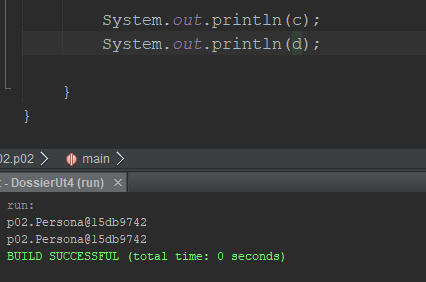 System.out.println(c);
System.out.println(d);
}
}
02.p02 main
- DossierUt4 (run) ×
run:
p02.Persona@15db9742
p02.Persona@15db9742
BUILD SUCCESSFUL (total time: 0 seconds)